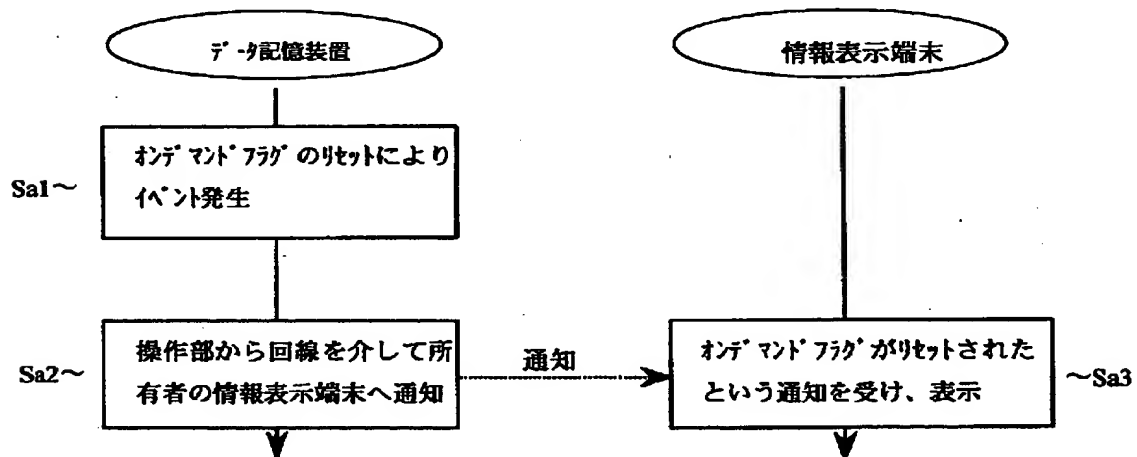 データ記憶装置
情報表示端末
Sa1～
オンデマンドフラグのリセットにより
イベント発生
Sa2～
操作部から回線を介して所
有者の情報表示端末へ通知
通知
オンデマンドフラグがリセットされた
という通知を受け、表示
～Sa3